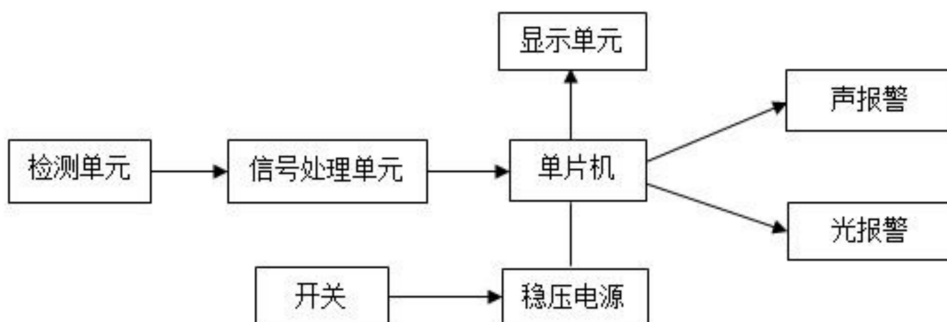 显示单元
声报警
检测单元
信号处理单元
单片机
光报警
开关
稳压电源